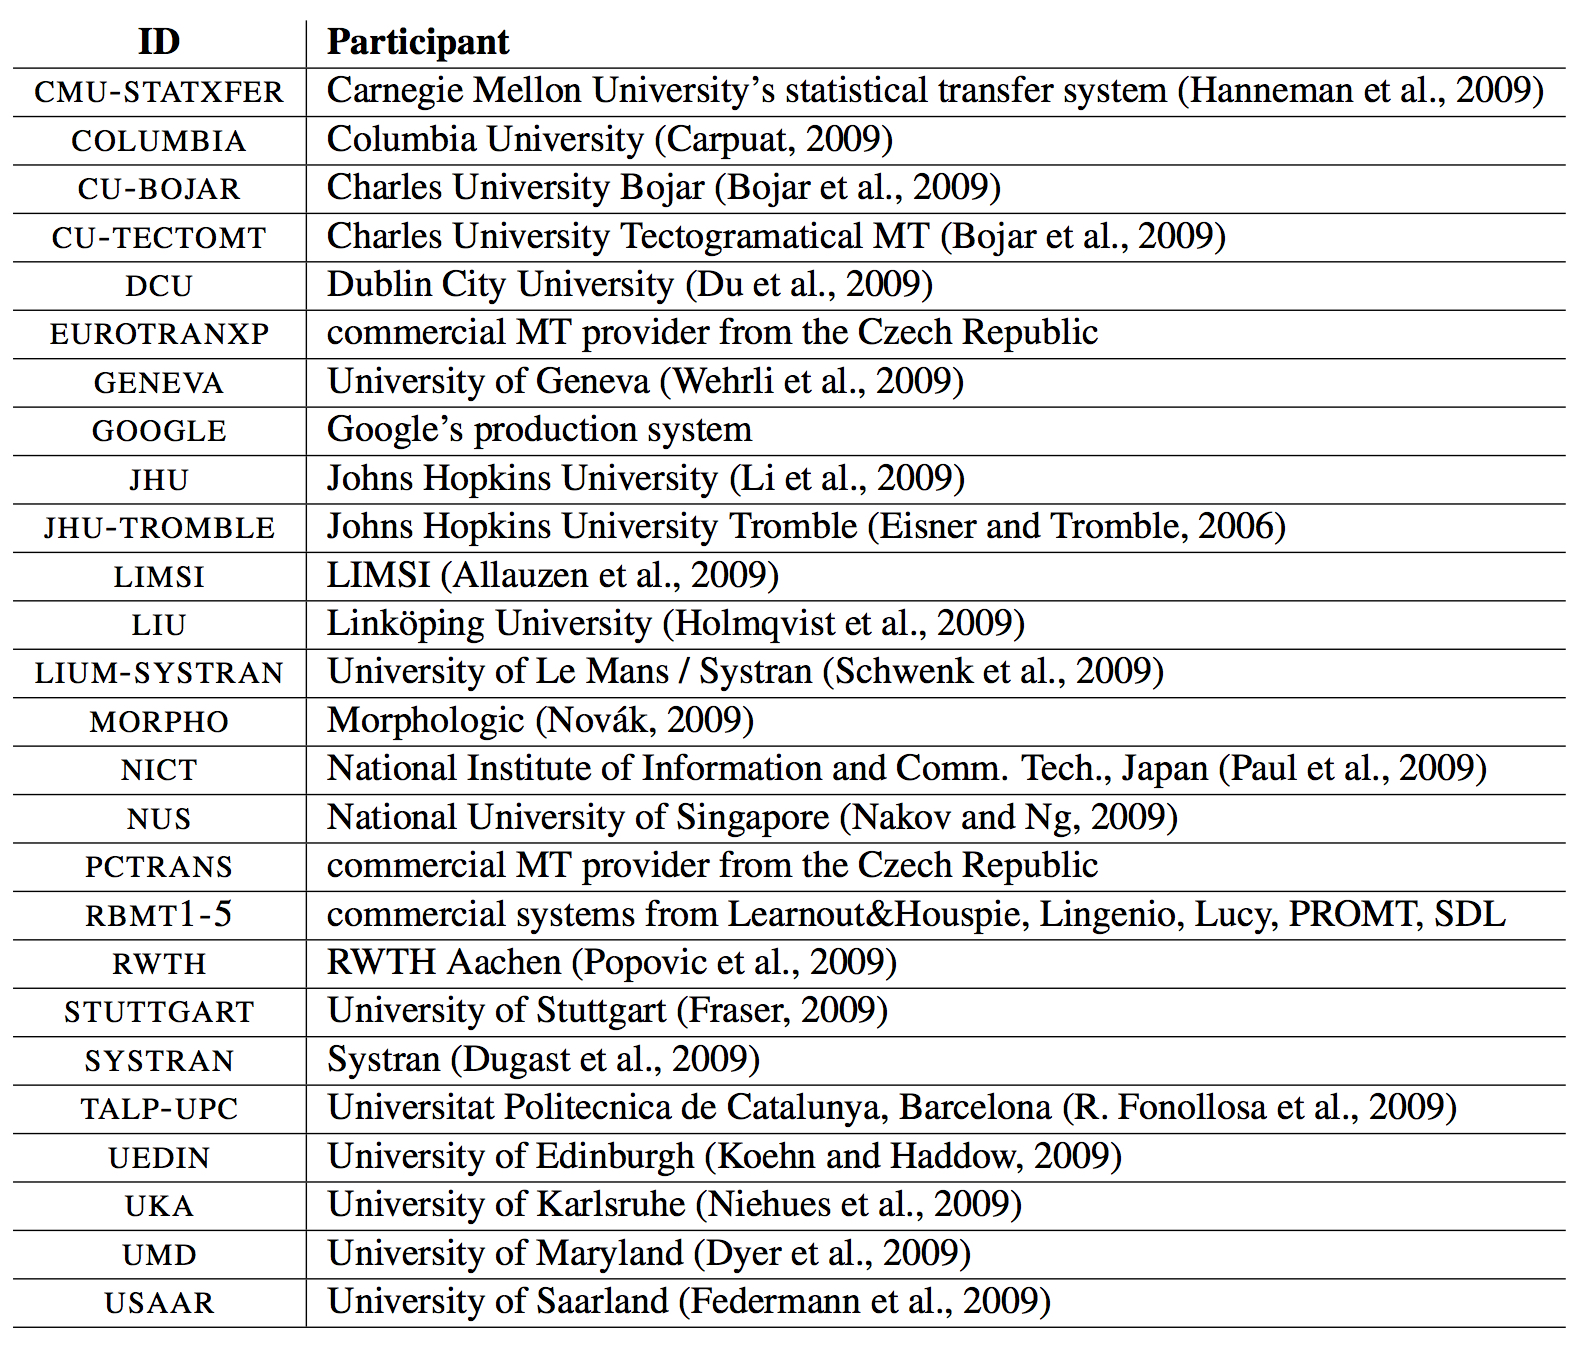 ID Participant
CMU-STATXFER Carnegie Mellon University's statistical transfer system (Hanneman et al., 2009)
COLUMBIA Columbia University (Carpuat, 2009)
CU-BOJAR Charles University Bojar (Bojar et al., 2009)
CU-TECTOMT Charles University Tectogramatical MT (Bojar et al., 2009)
DCU Dublin City University (Du et al., 2009)
EUROTRANXP commercial MT provider from the Czech Republic
GENEVA University of Geneva (Wehrli et al., 2009)
GOOGLE Google's production system
JHU Johns Hopkins University (Li et al., 2009)
JHU-TROMBLE Johns Hopkins University Tromble (Eisner and Tromble, 2006)
LIMSI LIMSI (Allauzen et al., 2009)
LIU Linköping University (Holmqvist et al., 2009)
LIUM-SYSTRAN University of Le Mans / Systran (Schwenk et al., 2009)
MORPHO Morphologic (Novák, 2009)
NICT National Institute of Information and Comm. Tech., Japan (Paul et al., 2009)
NUS National University of Singapore (Nakov and Ng, 2009)
PCTRANS commercial MT provider from the Czech Republic
RBMT1-5 commercial systems from Learnout&Houspie, Lingenio, Lucy, PROMT, SDL
RWTH RWTH Aachen (Popovic et al., 2009)
STUTTGART University of Stuttgart (Fraser, 2009)
SYSTRAN Systran (Dugast et al., 2009)
TALP-UPC Universitat Politecnica de Catalunya, Barcelona (R. Fonollosa et al., 2009)
UEDIN University of Edinburgh (Koehn and Haddow, 2009)
UKA University of Karlsruhe (Niehues et al., 2009)
UMD University of Maryland (Dyer et al., 2009)
USAAR University of Saarland (Federmann et al., 2009)